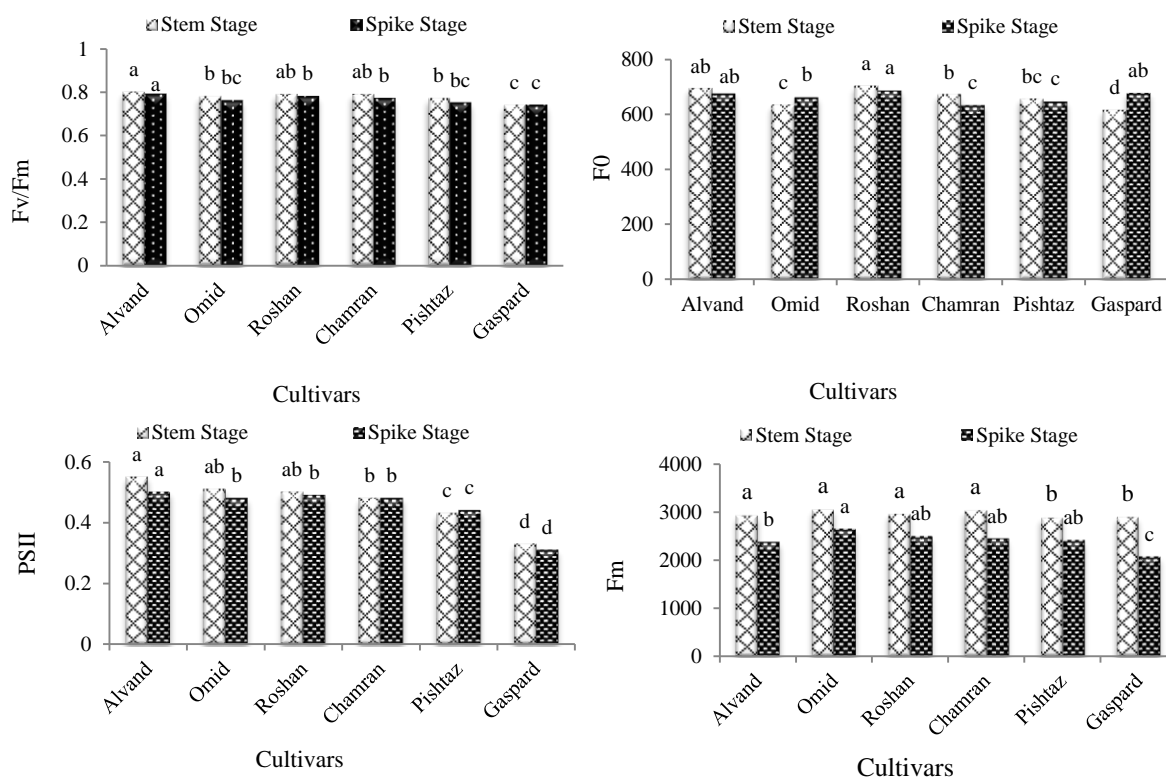 Stem Stage Spike Stage
Fv/Fm
1
0.8
0.6
0.4
0.2
0
a a b bc ab b ab b b bc c c
Alvand Omid Roshan Chamran Pishtaz Gaspard
Cultivars
Stem Stage Spike Stage
F0
800
600
400
200
0
ab ab c b a a b c bc c d ab
Alvand Omid Roshan Chamran Pishtaz Gaspard
Cultivars
Stem Stage Spike Stage
PSII
0.6
0.4
0.2
0
a a ab b ab b b b c c d d
Alvand Omid Roshan Chamran Pishtaz Gaspard
Cultivars
Stem Stage Spike Stage
Fm
4000
3000
2000
1000
0
a b a a a ab a ab b ab b c
Alvand Omid Roshan Chamran Pishtaz Gaspard
Cultivars